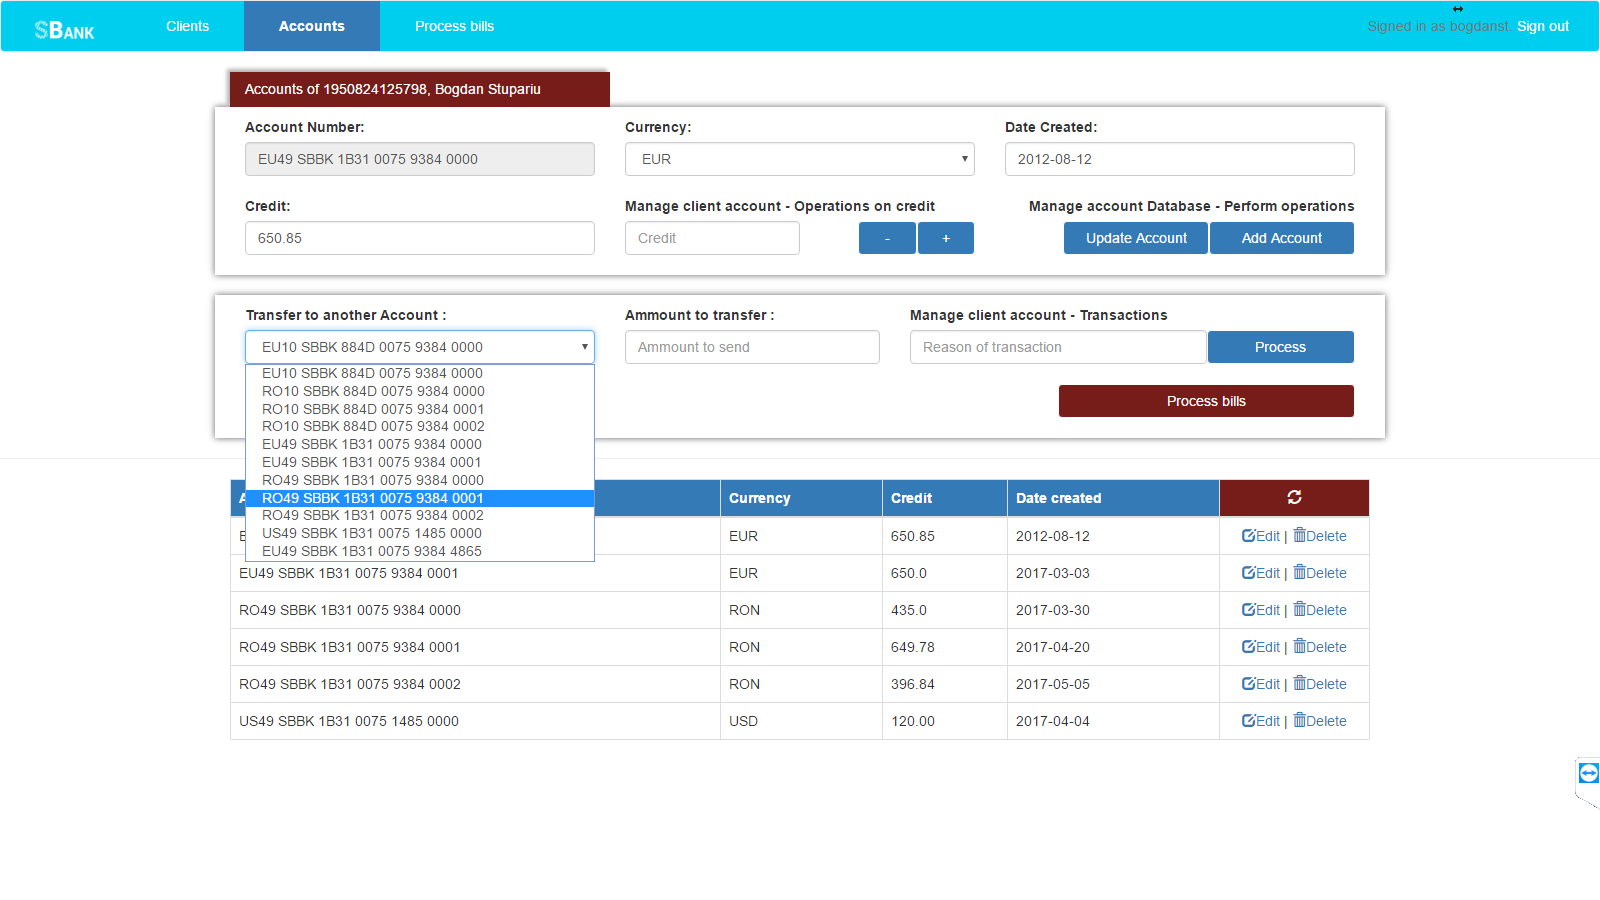 SBANK Clients Accounts Process bills Signed in as bogdanst. Sign out
Accounts of 1950824125798, Bogdan Stupariu
Account Number: Currency: Date Created:
EU49 SBBK 1B31 0075 9384 0000 EUR 2012-08-12
Credit: Manage client account - Operations on credit Manage account Database - Perform operations
650.85 Credit - + Update Account Add Account
Transfer to another Account : Ammount to transfer : Manage client account - Transactions
EU10 SBBK 884D 0075 9384 0000 Ammount to send Reason of transaction Process
EU10 SBBK 884D 0075 9384 0000
RO10 SBBK 884D 0075 9384 0000
RO10 SBBK 884D 0075 9384 0001
RO10 SBBK 884D 0075 9384 0002
EU49 SBBK 1B31 0075 9384 0000
EU49 SBBK 1B31 0075 9384 0001
RO49 SBBK 1B31 0075 9384 0000
RO49 SBBK 1B31 0075 9384 0001
RO49 SBBK 1B31 0075 9384 0002
US49 SBBK 1B31 0075 1485 0000
EU49 SBBK 1B31 0075 9384 4865
Process bills
Currency Credit Date created
EUR 650.85 2012-08-12 Edit | Delete
EU49 SBBK 1B31 0075 9384 0001 EUR 650.0 2017-03-03 Edit | Delete
RO49 SBBK 1B31 0075 9384 0000 RON 435.0 2017-03-30 Edit | Delete
RO49 SBBK 1B31 0075 9384 0001 RON 649.78 2017-04-20 Edit | Delete
RO49 SBBK 1B31 0075 9384 0002 RON 396.84 2017-05-05 Edit | Delete
US49 SBBK 1B31 0075 1485 0000 USD 120.00 2017-04-04 Edit | Delete